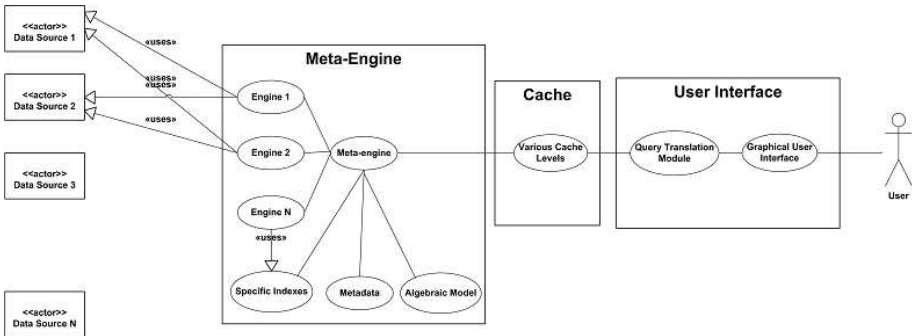 <<actor>>
Data Source 1
«uses»
<<actor>>
Data Source 2
«uses»
«uses»
«uses»
<<actor>>
Data Source 3
<<actor>>
Data Source N
Meta-Engine
Engine 1
Engine 2
Meta-engine
Engine N
«uses»
Specific Indexes
Metadata
Algebraic Model
Cache
Various Cache
Levels
User Interface
Query Translation
Module
Graphical User
Interface
User